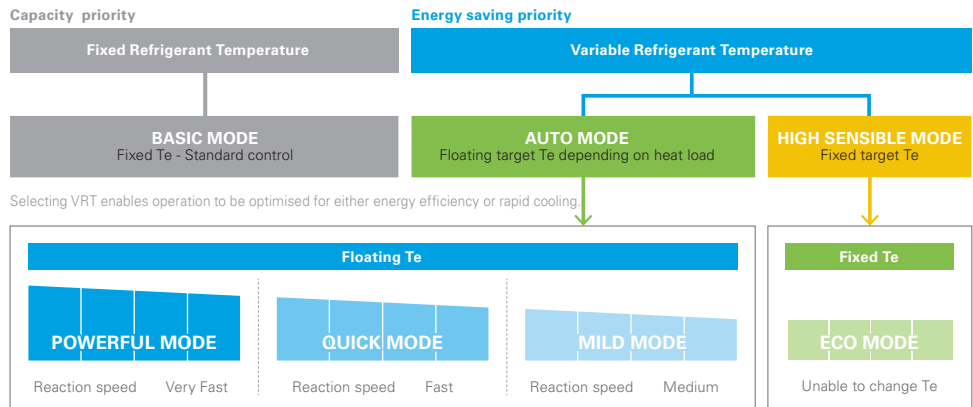 Capacity priority
Energy saving priority
Fixed Refrigerant Temperature
Variable Refrigerant Temperature
BASIC MODE
Fixed Te - Standard control
AUTO MODE
Floating target Te depending on heat load
HIGH SENSIBLE MODE
Fixed target Te
Selecting VRT enables operation to be optimised for either energy efficiency or rapid cooling.
Floating Te
Fixed Te
POWERFUL MODE
QUICK MODE
MILD MODE
ECO MODE
Reaction speed Very Fast
Reaction speed Fast
Reaction speed Medium
Unable to change Te